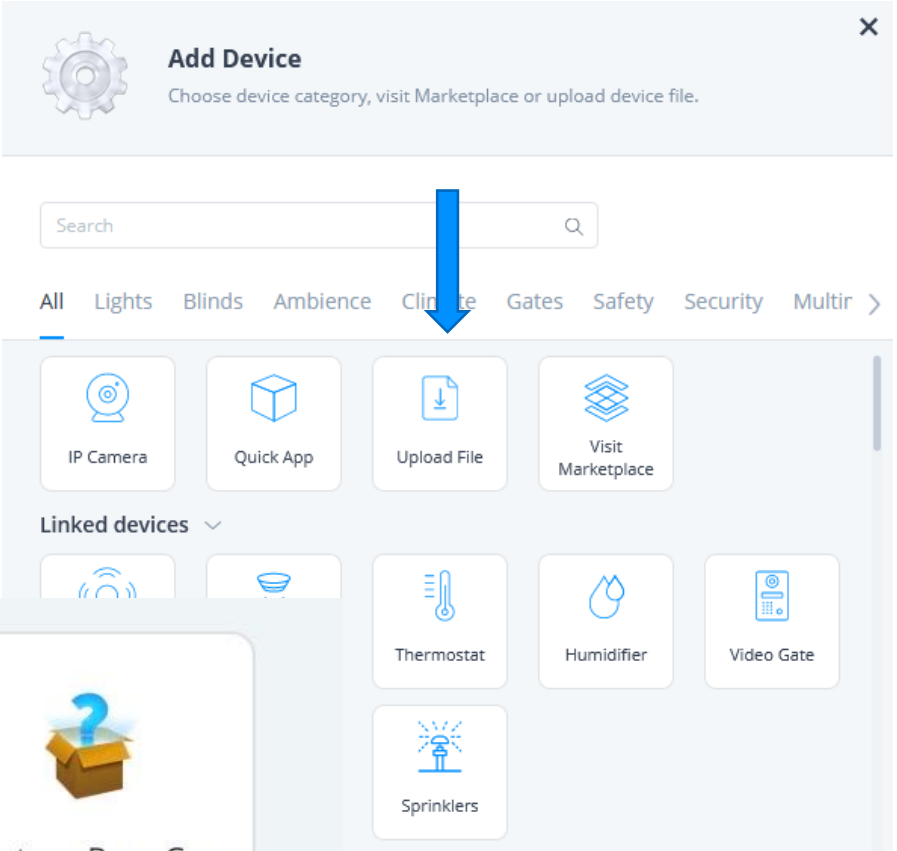 Add Device
Choose device category, visit Marketplace or upload device file.
Search
All Lights Blinds Ambience Climate Gates Safety Security
IP Camera
Quick App
Upload File
Visit
Marketplace
Linked devices
Thermostat
Humidifier
Video Gate
Sprinklers